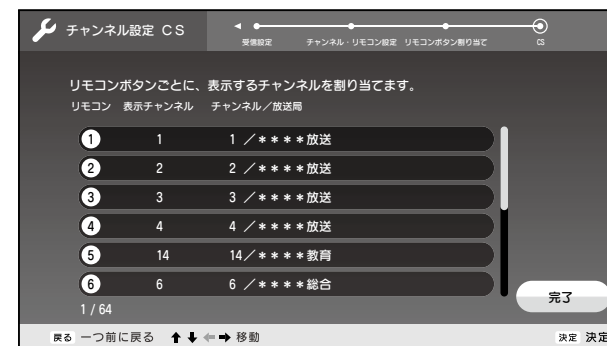 チャンネル設定 CS
受信設定 チャンネル・リモコン設定 リモコンボタン割り当て CS
リモコンボタンごとに、表示するチャンネルを割り当てます。
リモコン 表示チャンネル チャンネル／放送局
1 1 1 ／＊＊＊＊放送
2 2 2 ／＊＊＊＊放送
3 3 3 ／＊＊＊＊放送
4 4 4 ／＊＊＊＊放送
5 14 14／＊＊＊＊教育
6 6 6 ／＊＊＊＊総合
完了
1 / 64
戻る 一つ前に戻る 移動 決定 決定